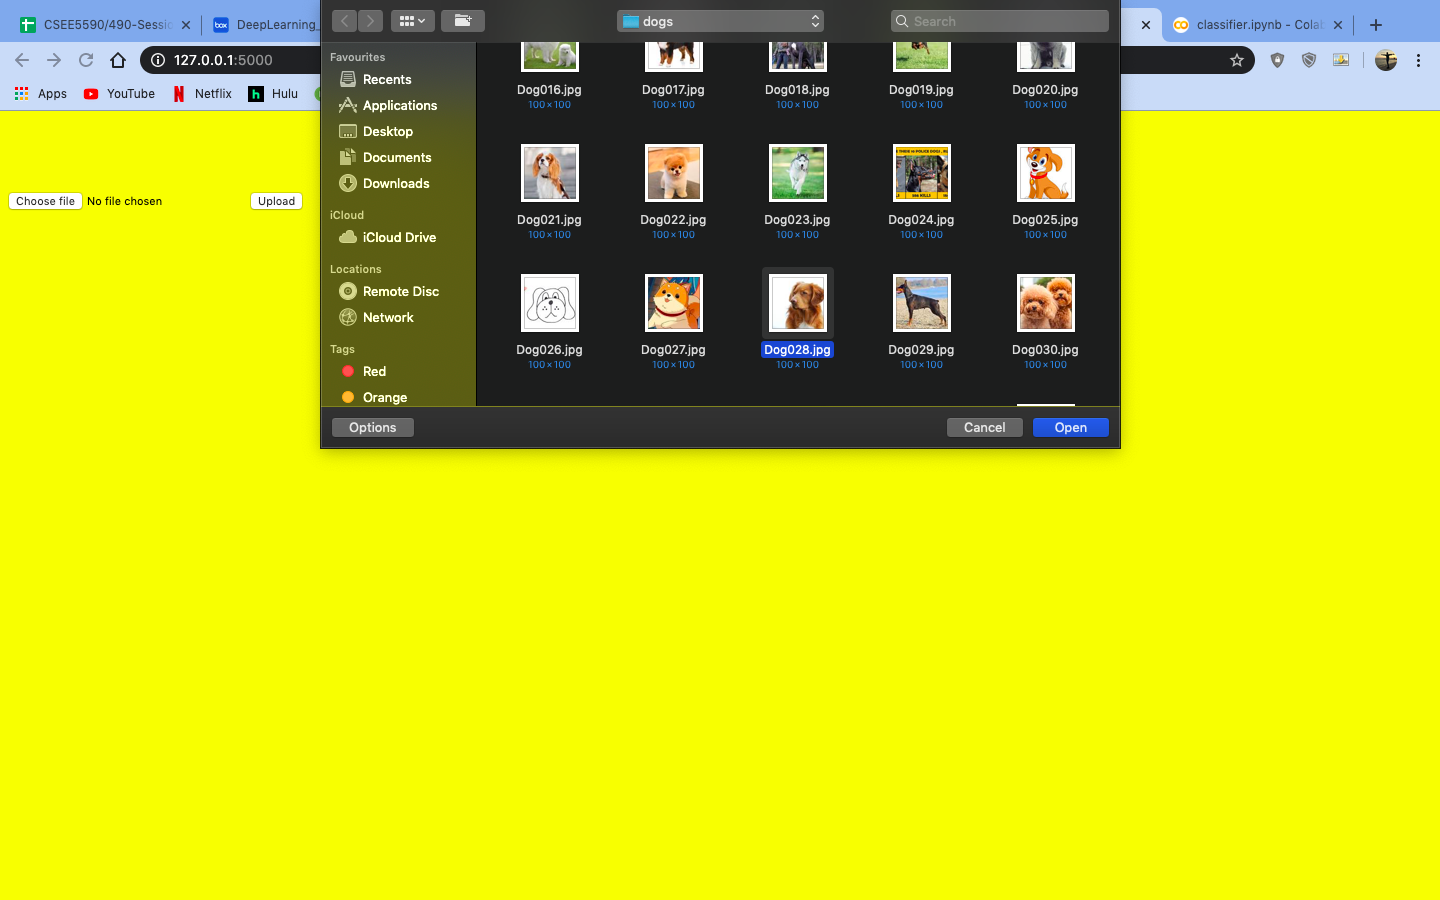 CSEE5590/490-Sessio
DeepLearning_
dogs
Search
classifier.ipynb - Colab
127.0.0.1:5000
Apps
YouTube
Netflix
Hulu
Favourites
Recents
Applications
Desktop
Documents
Downloads
iCloud
iCloud Drive
Locations
Remote Disc
Network
Tags
Red
Orange
Dog016.jpg Dog017.jpg Dog018.jpg Dog019.jpg Dog020.jpg
100×100 100×100 100×100 100×100 100×100
Dog021.jpg Dog022.jpg Dog023.jpg Dog024.jpg Dog025.jpg
100×100 100×100 100×100 100×100 100×100
Dog026.jpg Dog027.jpg Dog028.jpg Dog029.jpg Dog030.jpg
100×100 100×100 100×100 100×100 100×100
Options
Cancel
Open
Choose file No file chosen
Upload